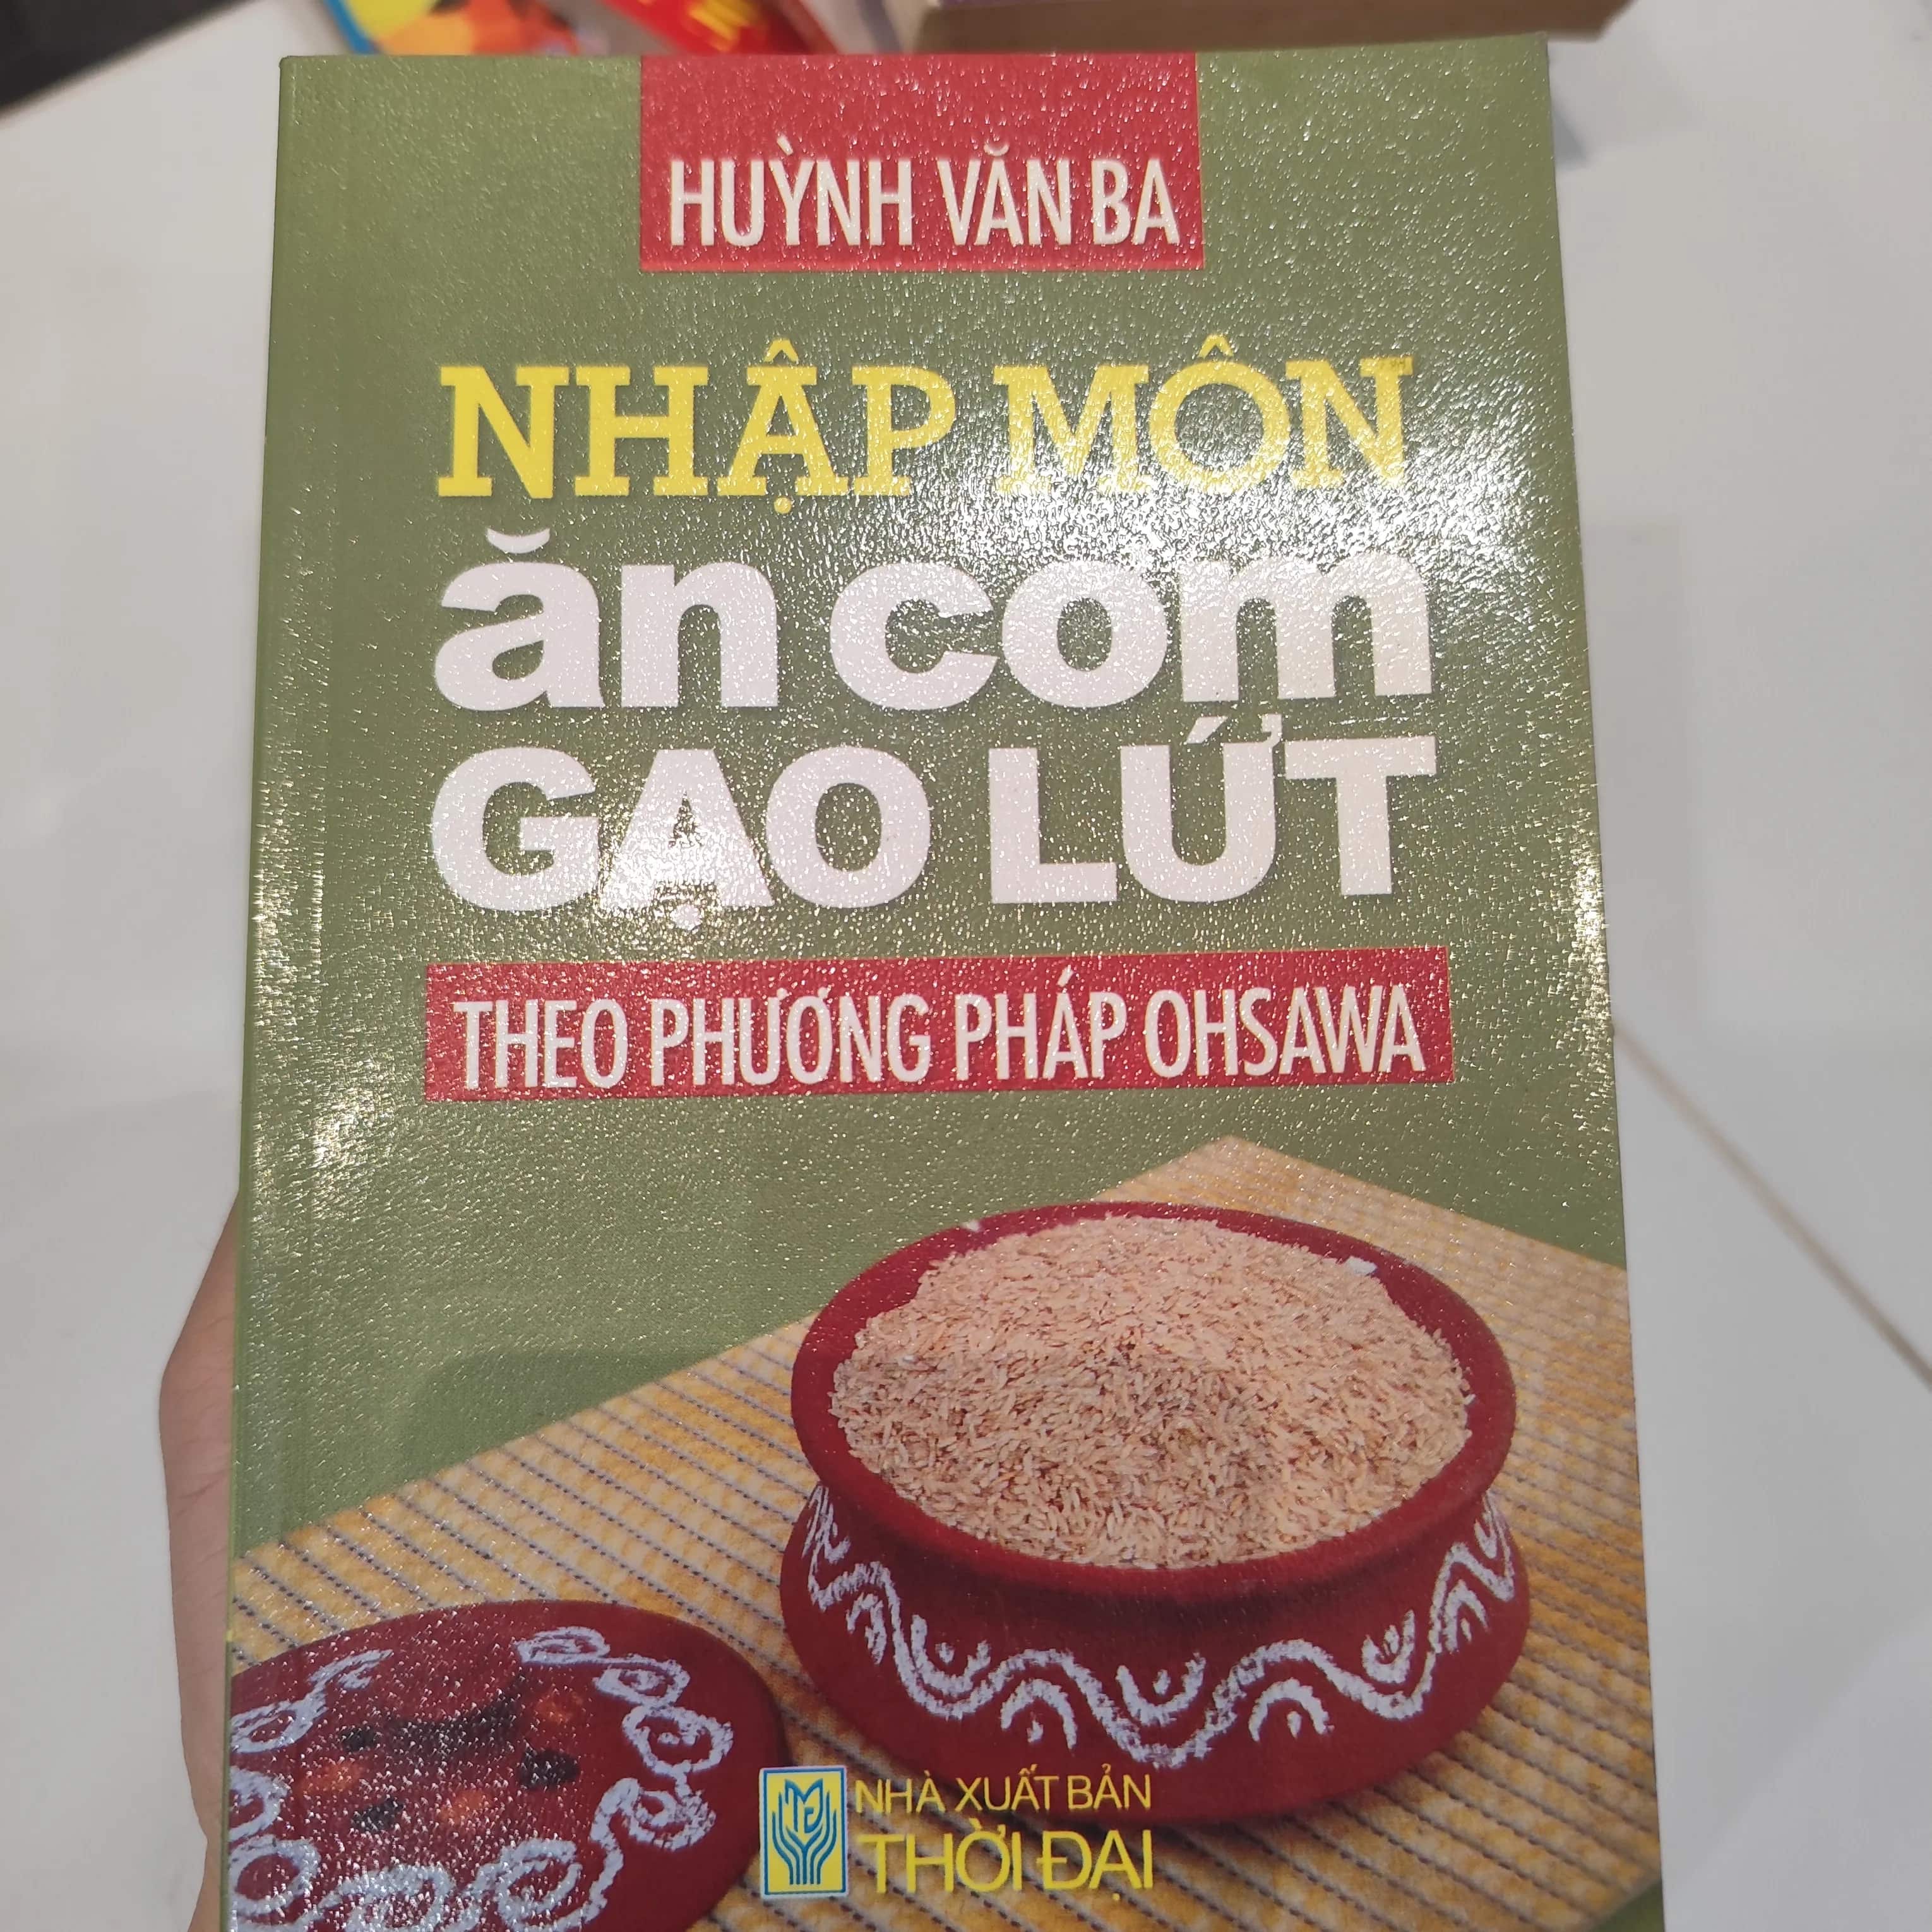 HUỲNH VĂN BA
NHẬP MÔN
ăn cơm
GẠO LỨT
THEO PHƯƠNG PHÁP OHSAWA
NHÀ XUẤT BẢN
THỜI ĐẠI